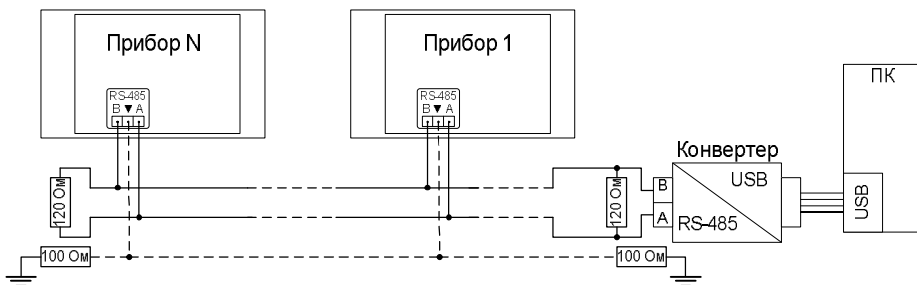 Прибор N
RS-485
B ▼ A
Прибор 1
RS-485
B ▼ A
ПК
Конвертер
USB
B
A
RS-485
USB
120 Ом
120 Ом
100 Ом
100 Ом